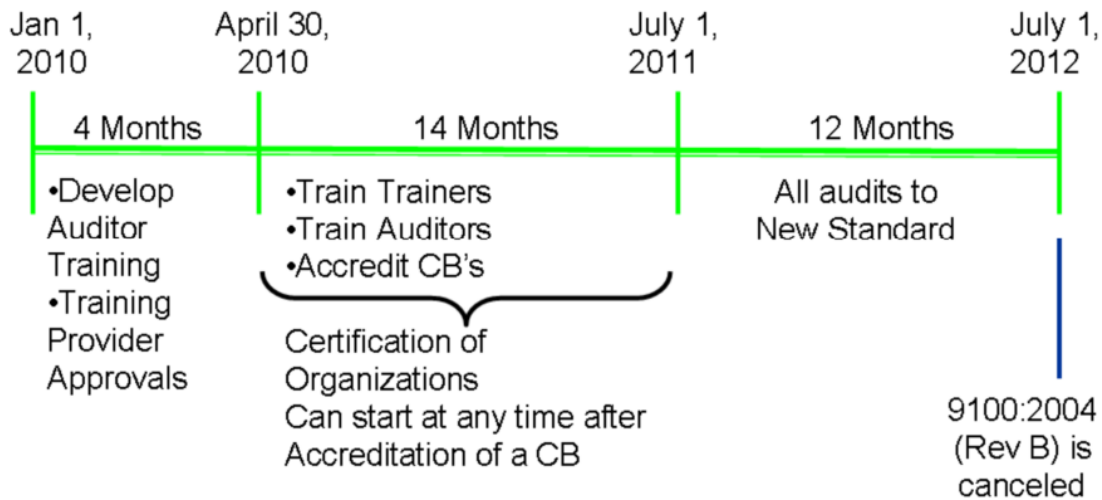 Jan 1,
2010
April 30,
2010
July 1,
2011
July 1,
2012
4 Months
14 Months
12 Months
•Develop
Auditor
Training
•Training
Provider
Approvals
•Train Trainers
•Train Auditors
•Accredit CB's
Certification of
Organizations
Can start at any time after
Accreditation of a CB
All audits to
New Standard
9100:2004
(Rev B) is
canceled